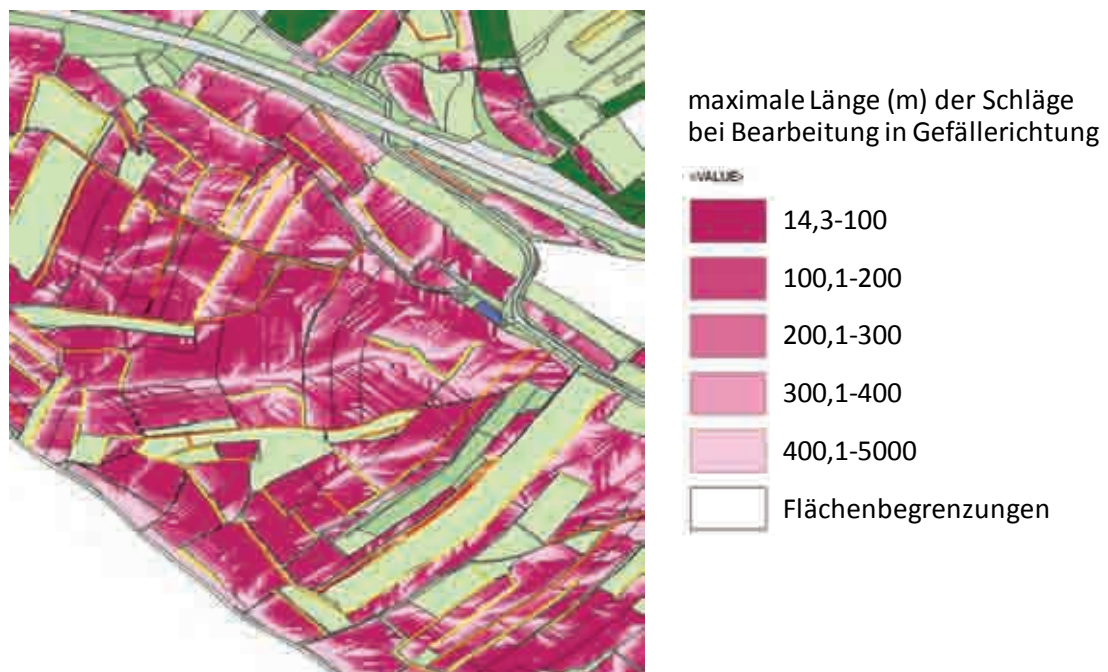 maximale Länge (m) der Schläge
bei Bearbeitung in Gefällerichtung
<VALUE>
14,3-100
100,1-200
200,1-300
300,1-400
400,1-5000
Flächenbegrenzungen